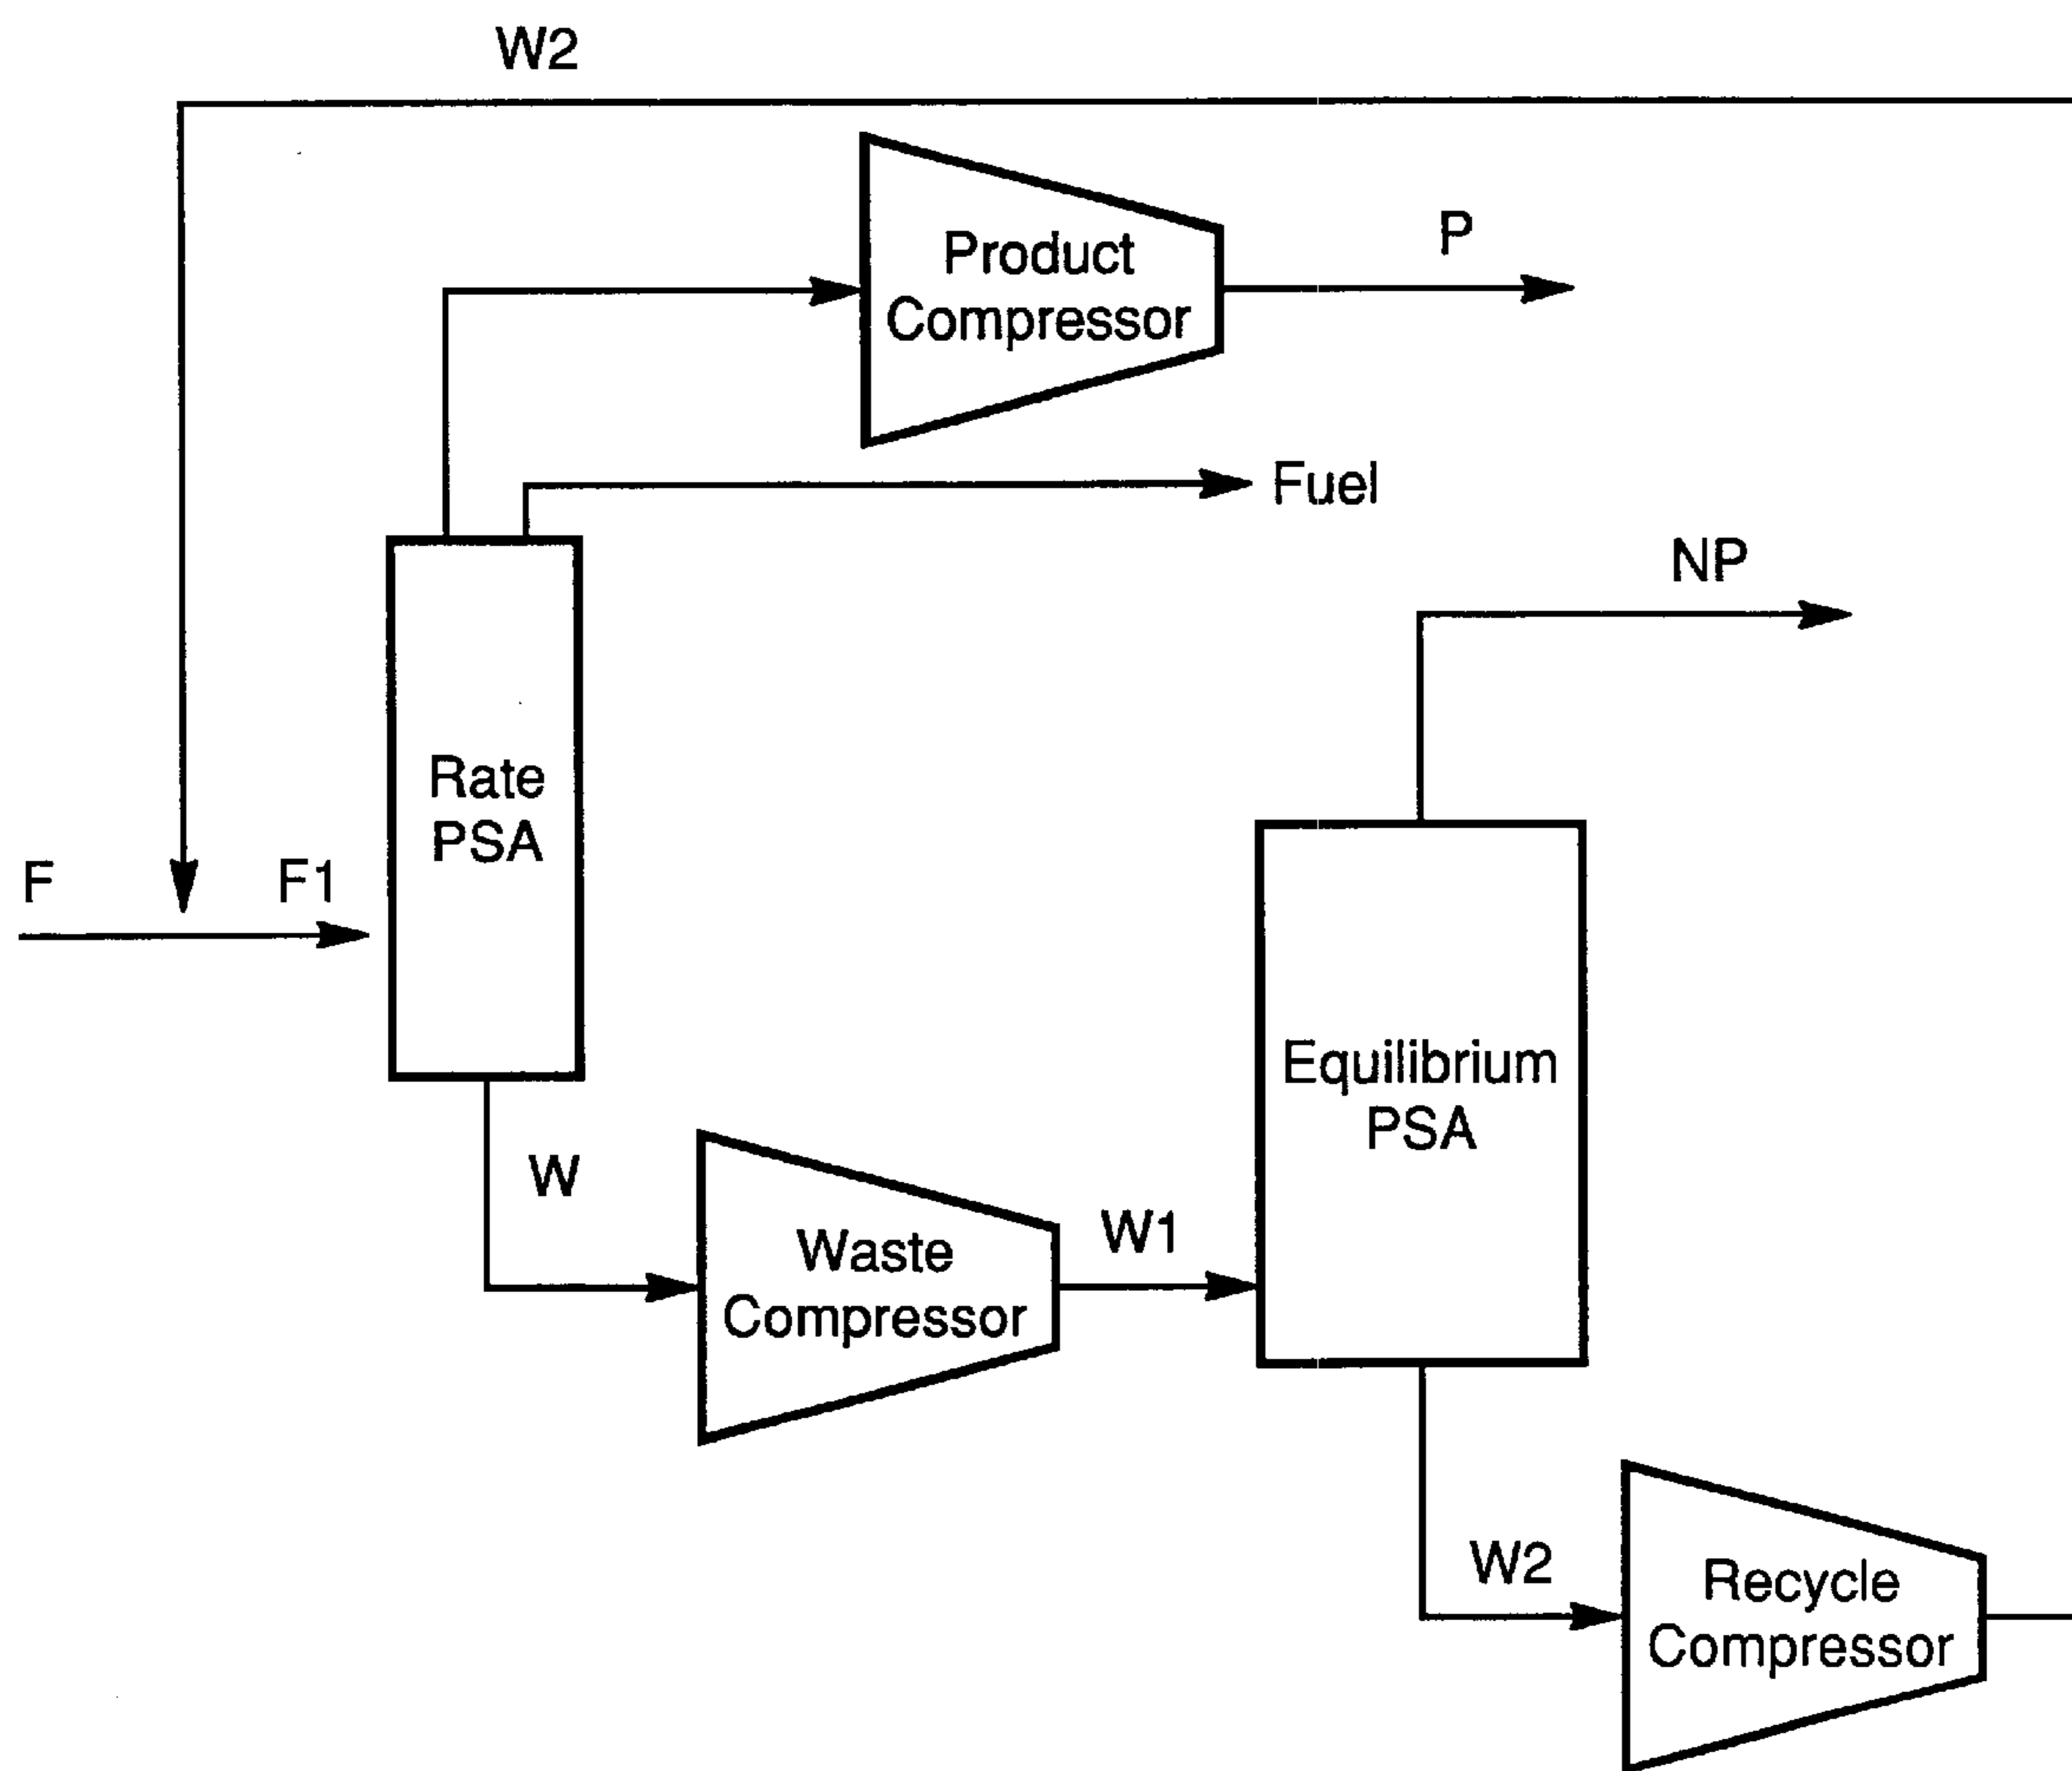 W2
Product
Compressor
P
Fuel
NP
Rate
PSA
F
F1
Equilibrium
PSA
W
Waste
Compressor
W1
W2
Recycle
Compressor